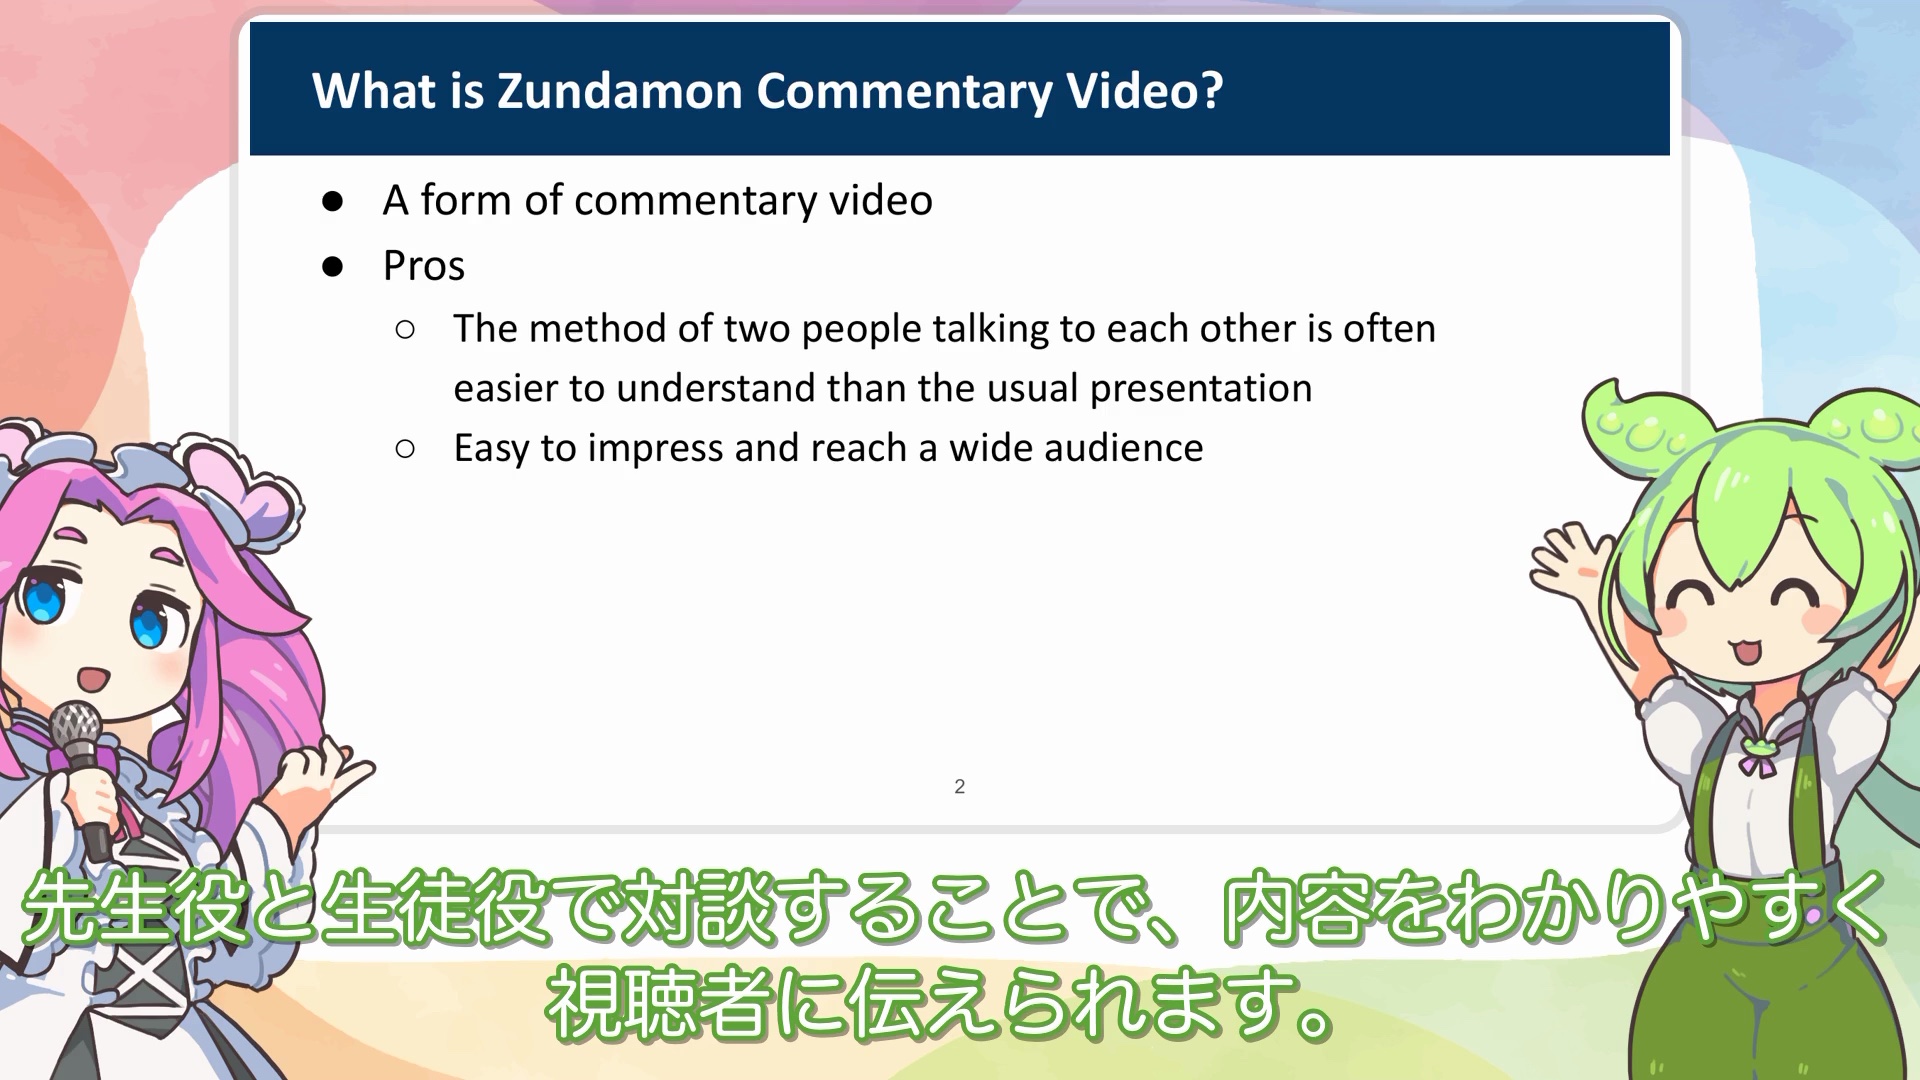 What is Zundamon Commentary Video?
● A form of commentary video
● Pros
○ The method of two people talking to each other is often
easier to understand than the usual presentation
○ Easy to impress and reach a wide audience
2
先生役と生徒役で対談することで、内容をわかりやすく
視聴者に伝えられます。